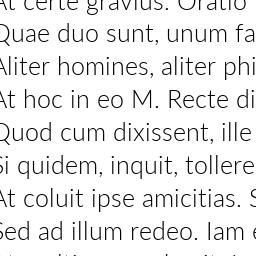 At certe gravius. Oratio
Quae duo sunt, unum fa
Aliter homines, aliter phi
At hoc in eo M. Recte di
Quod cum dixissent, ille
Si quidem, inquit, tollere
At coluit ipse amicitias. S
Sed ad illum redeo. Iam e